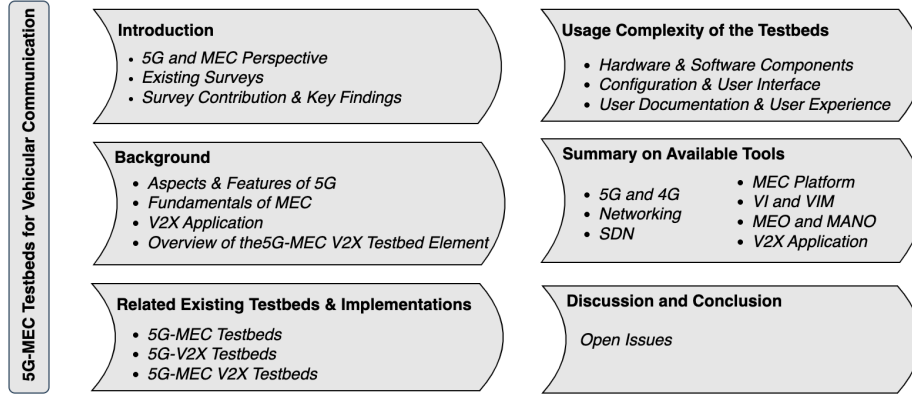 5G-MEC Testbeds for Vehicular Communication
Introduction
• 5G and MEC Perspective
• Existing Surveys
• Survey Contribution & Key Findings
Background
• Aspects & Features of 5G
• Fundamentals of MEC
• V2X Application
• Overview of the5G-MEC V2X Testbed Element
Related Existing Testbeds & Implementations
• 5G-MEC Testbeds
• 5G-V2X Testbeds
• 5G-MEC V2X Testbeds
Usage Complexity of the Testbeds
• Hardware & Software Components
• Configuration & User Interface
• User Documentation & User Experience
Summary on Available Tools
• 5G and 4G
• Networking
• SDN
• MEC Platform
• VI and VIM
• MEO and MANO
• V2X Application
Discussion and Conclusion
Open Issues